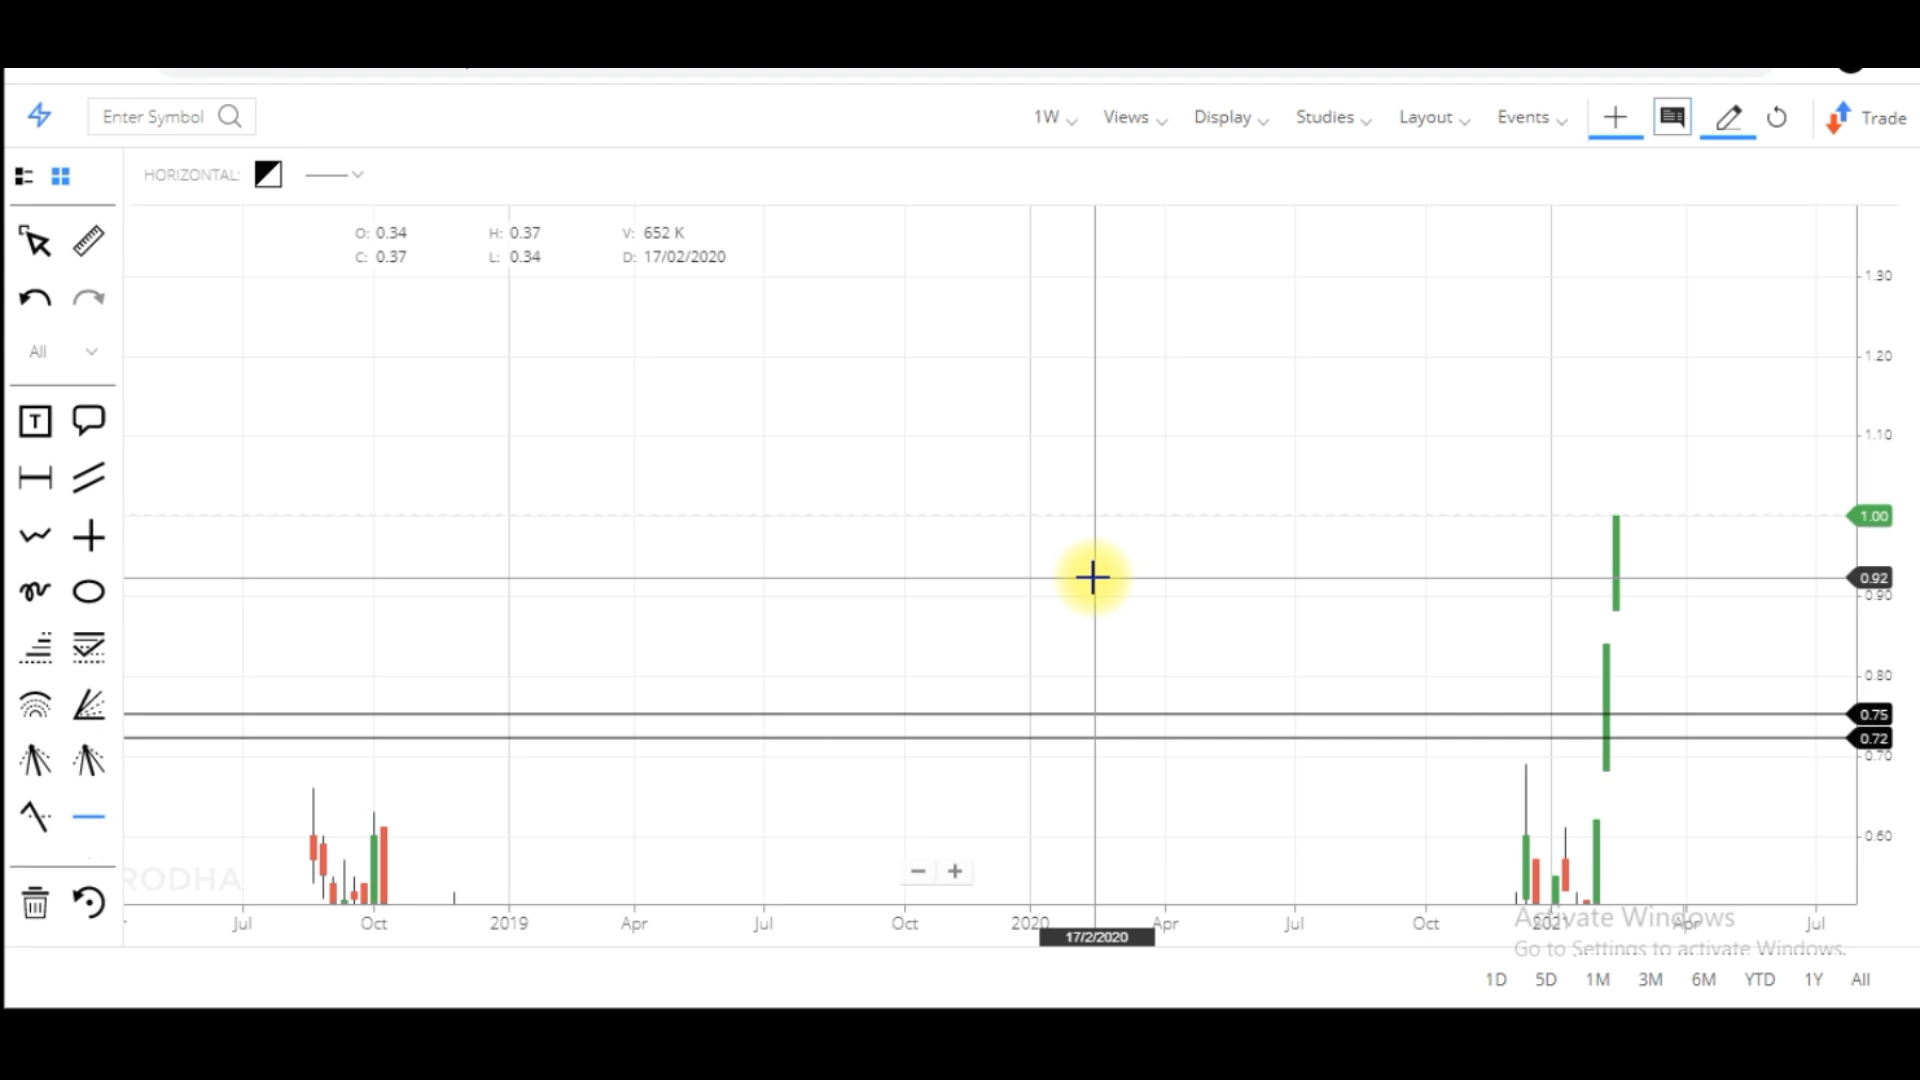 Enter Symbol
1W Views Display Studies Layout Events Trade
HORIZONTAL:
O: 0.34 H: 0.37 V: 652 K
C: 0.37 L: 0.34 D: 17/02/2020
All
T
1.30
1.20
1.10
1.00
0.92
0.90
0.80
0.75
0.72
0.70
0.60
RODHA
Jul Oct 2019 Apr Jul Oct 2020 Apr Jul Oct 2021 Apr Jul
17/2/2020
Activate Windows
Go to Settings to activate Windows.
1D 5D 1M 3M 6M YTD 1Y All